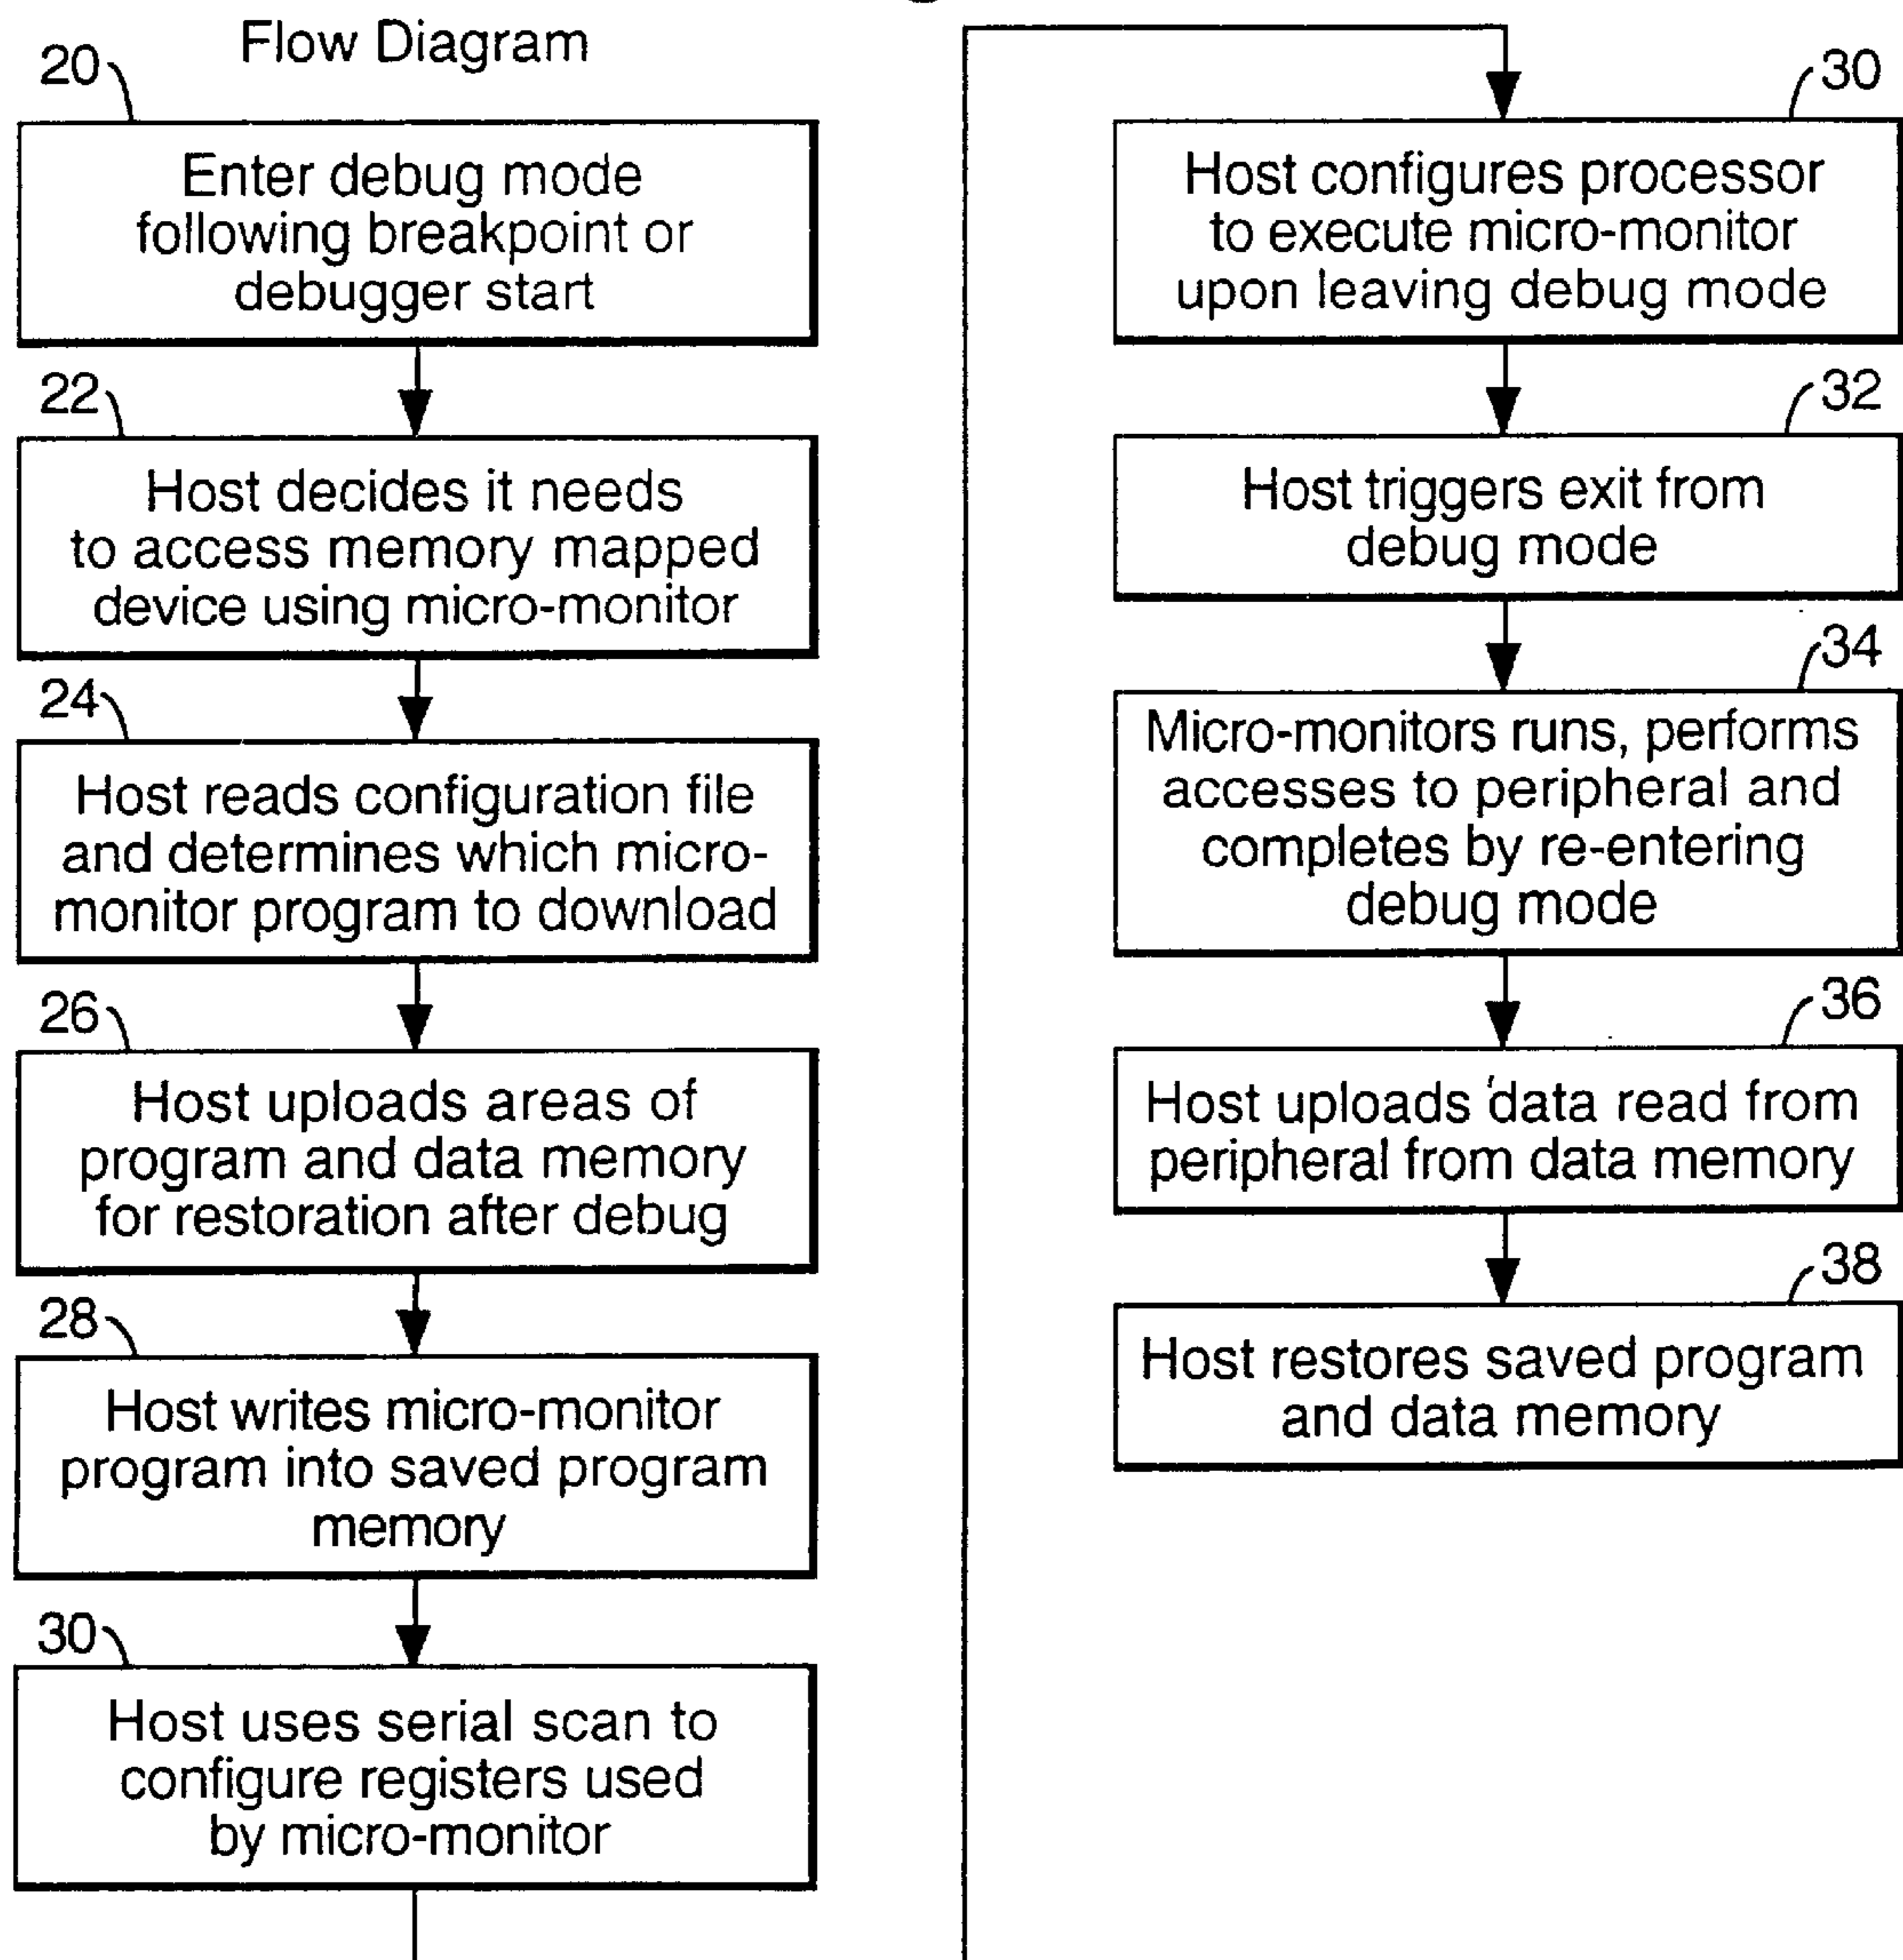 Flow Diagram
20
Enter debug mode
following breakpoint or
debugger start
22
Host decides it needs
to access memory mapped
device using micro-monitor
24
Host reads configuration file
and determines which micro-
monitor program to download
26
Host uploads areas of
program and data memory
for restoration after debug
28
Host writes micro-monitor
program into saved program
memory
30
Host uses serial scan to
configure registers used
by micro-monitor
30
Host configures processor
to execute micro-monitor
upon leaving debug mode
32
Host triggers exit from
debug mode
34
Micro-monitors runs, performs
accesses to peripheral and
completes by re-entering
debug mode
36
Host uploads data read from
peripheral from data memory
38
Host restores saved program
and data memory